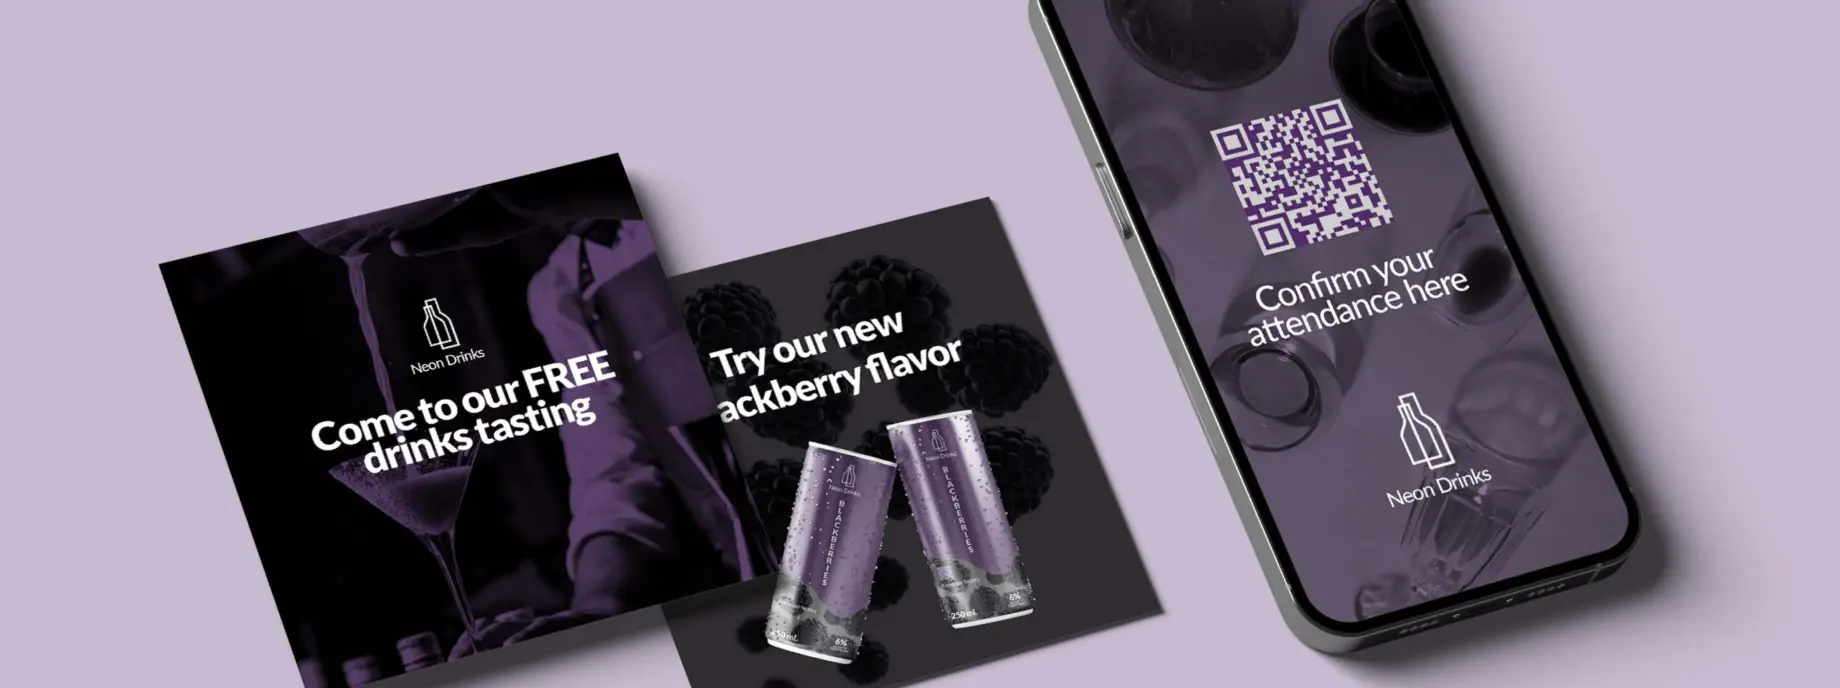 Neon Drinks
Come to our FREE
drinks tasting
Try our new
ackberry flavor
Neon Drinks
BLACKBERRIES
250 mL
6%
Neon Drinks
BLACKBERRIES
250 mL
6%
Confirm your
attendance here
Neon Drinks